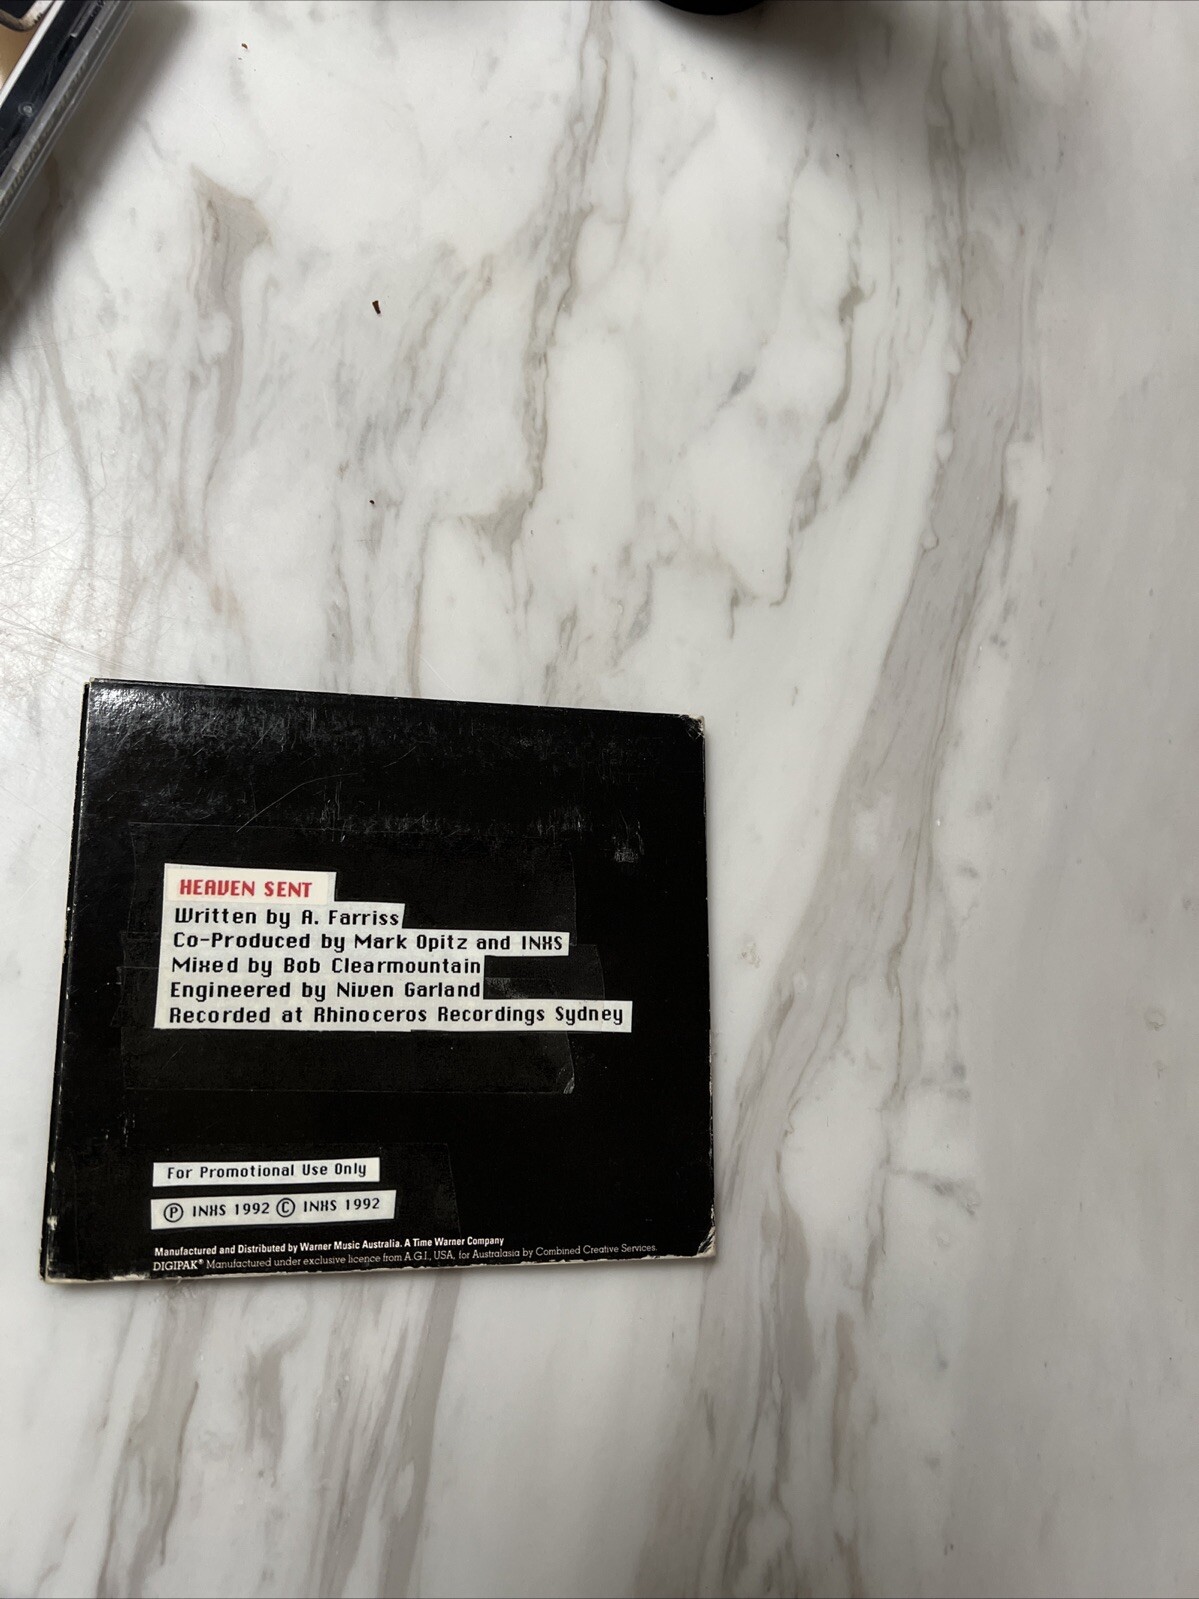 HEAVEN SENT
Written by A. Farriss
Co-Produced by Mark Opitz and INXS
Mixed by Bob Clearmountain
Engineered by Niven Garland
Recorded at Rhinoceros Recordings Sydney
For Promotional Use Only
Ⓟ INXS 1992 © INXS 1992
Manufactured and Distributed by Warner Music Australia. A Time Warner Company
DIGIPAK® Manufactured under exclusive licence from A.G.I., USA, for Australasia by Combined Creative Services.